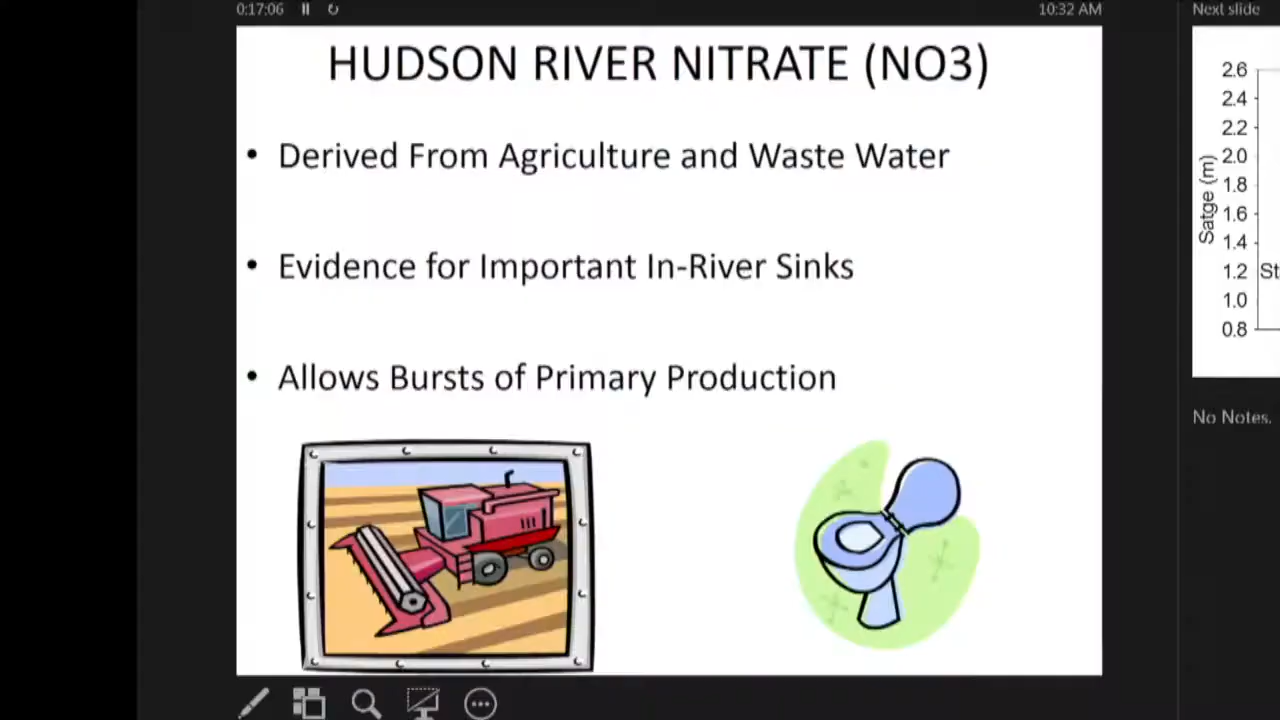 0:17:06
10:32 AM
Next slide
HUDSON RIVER NITRATE (NO3)
• Derived From Agriculture and Waste Water
• Evidence for Important In-River Sinks
• Allows Bursts of Primary Production
Satge (m)
2.6
2.4
2.2
2.0
1.8
1.6
1.4
1.2 St
1.0
0.8
No Notes.